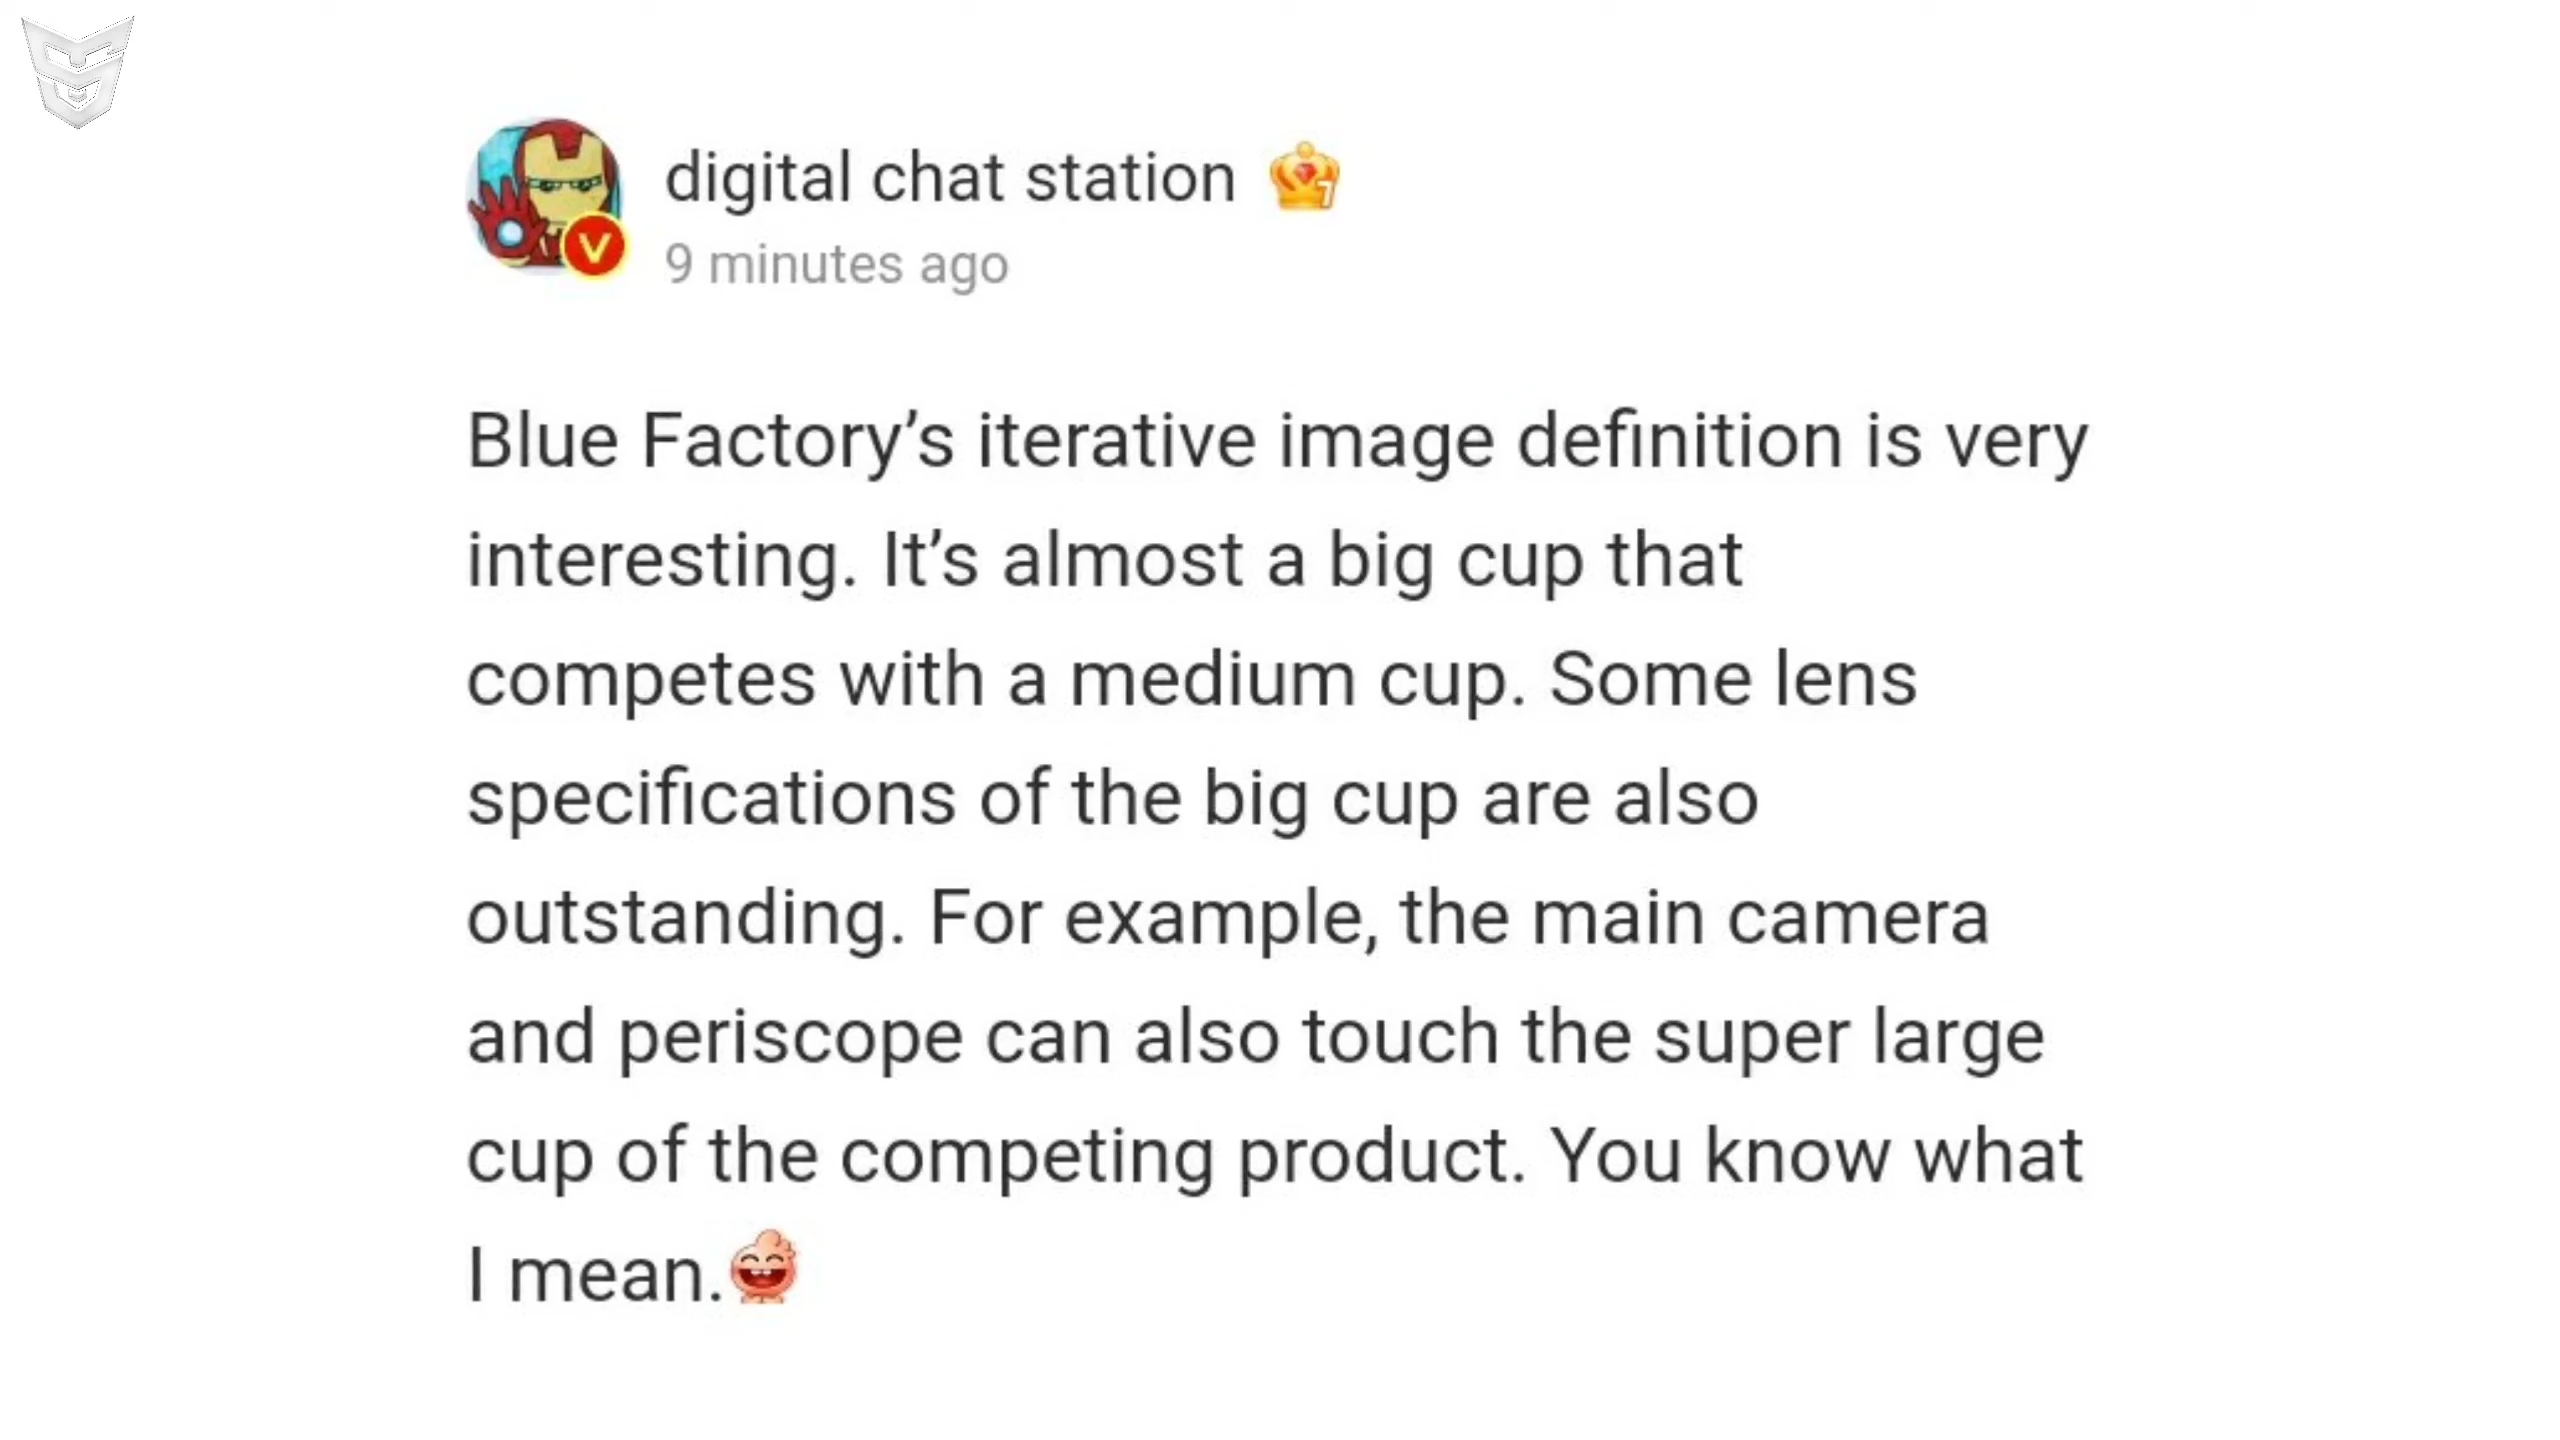 digital chat station
7
V
9 minutes ago
Blue Factory’s iterative image definition is very
interesting. It’s almost a big cup that
competes with a medium cup. Some lens
specifications of the big cup are also
outstanding. For example, the main camera
and periscope can also touch the super large
cup of the competing product. You know what
I mean.